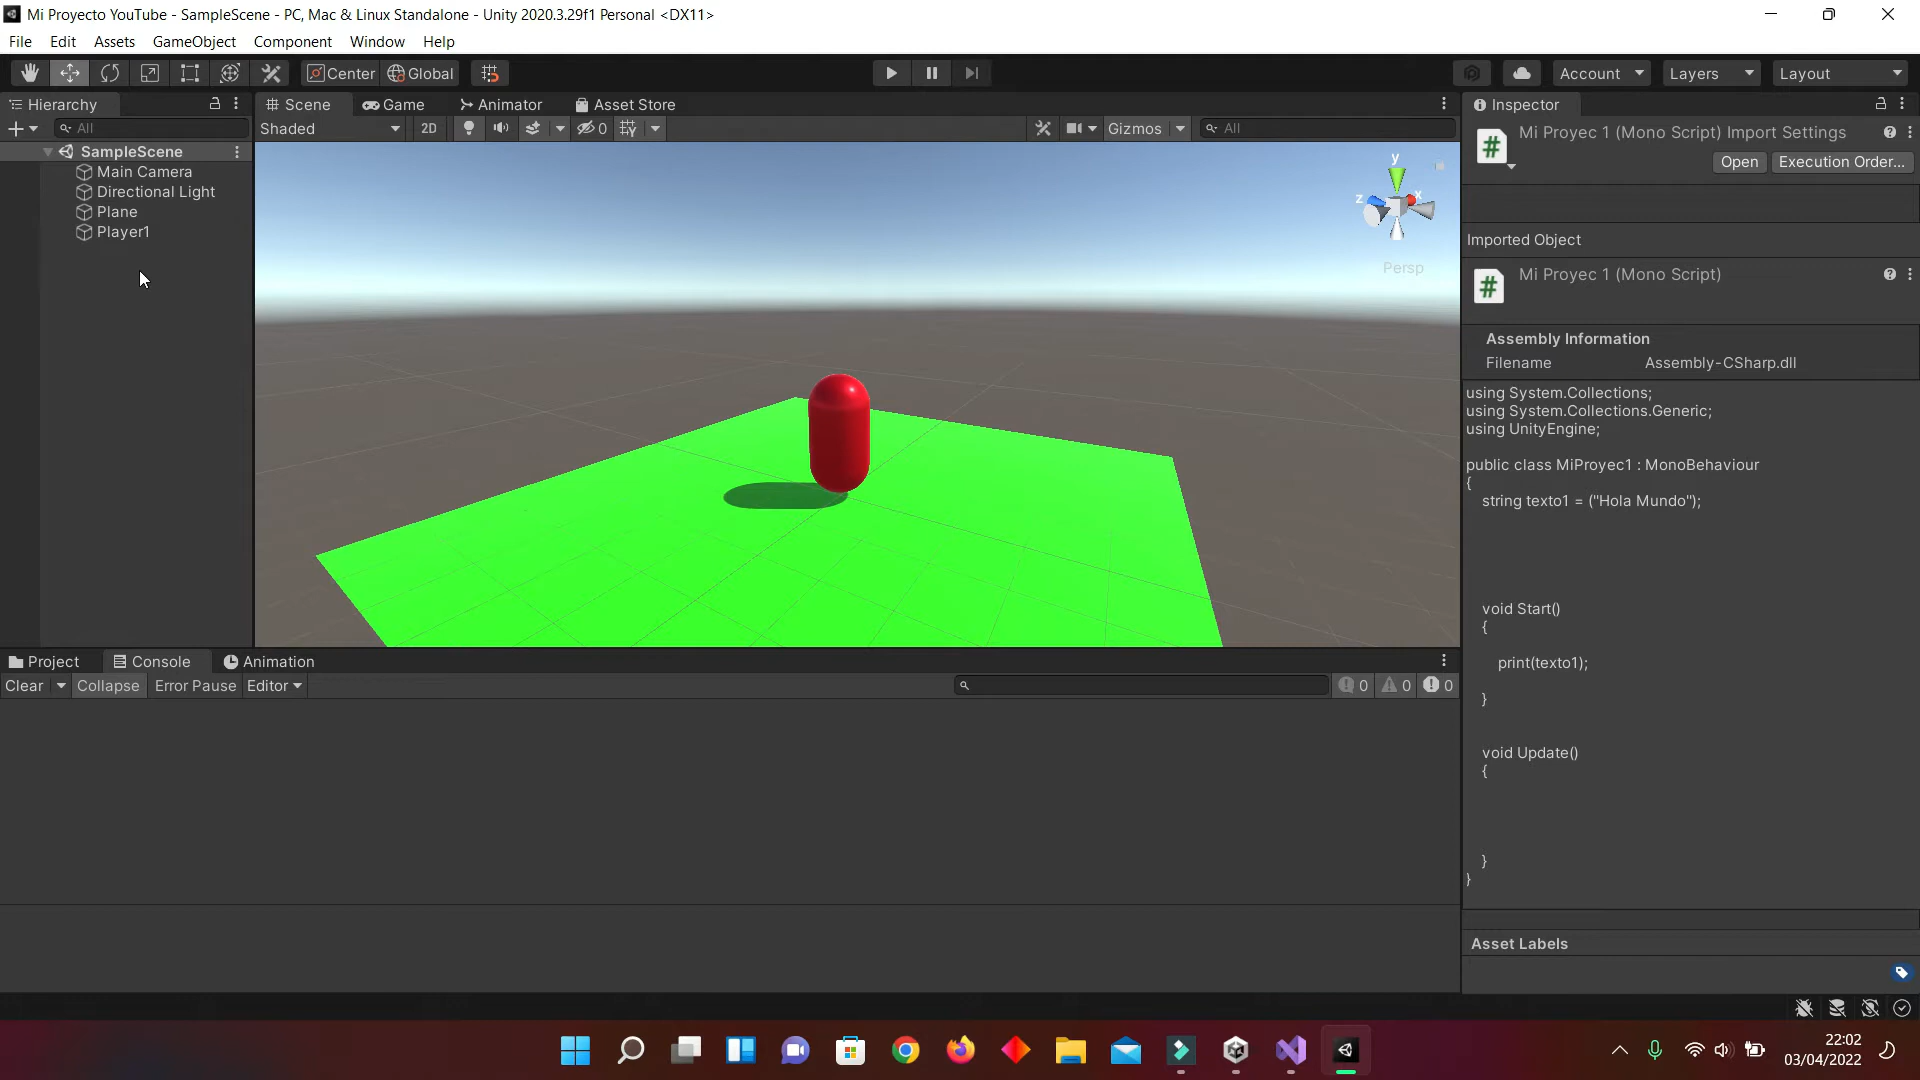 Mi Proyecto YouTube - SampleScene - PC, Mac & Linux Standalone - Unity 2020.3.29f1 Personal <DX11>
File Edit Assets GameObject Component Window Help
Center Global Account Layers Layout
Hierarchy
All
SampleScene
Main Camera
Directional Light
Plane
Player1
Scene Game Animator Asset Store
Shaded 2D 0 Gizmos All
y
x
z
Persp
Inspector
Mi Proyec 1 (Mono Script) Import Settings
Open Execution Order...
Imported Object
Mi Proyec 1 (Mono Script)
Assembly Information
Filename Assembly-CSharp.dll
using System.Collections;
using System.Collections.Generic;
using UnityEngine;
public class MiProyec1 : MonoBehaviour
{
string texto1 = ("Hola Mundo");
void Start()
{
print(texto1);
}
void Update()
{
}
}
Asset Labels
Project Console Animation
Clear Collapse Error Pause Editor 0 0 0
22:02
03/04/2022